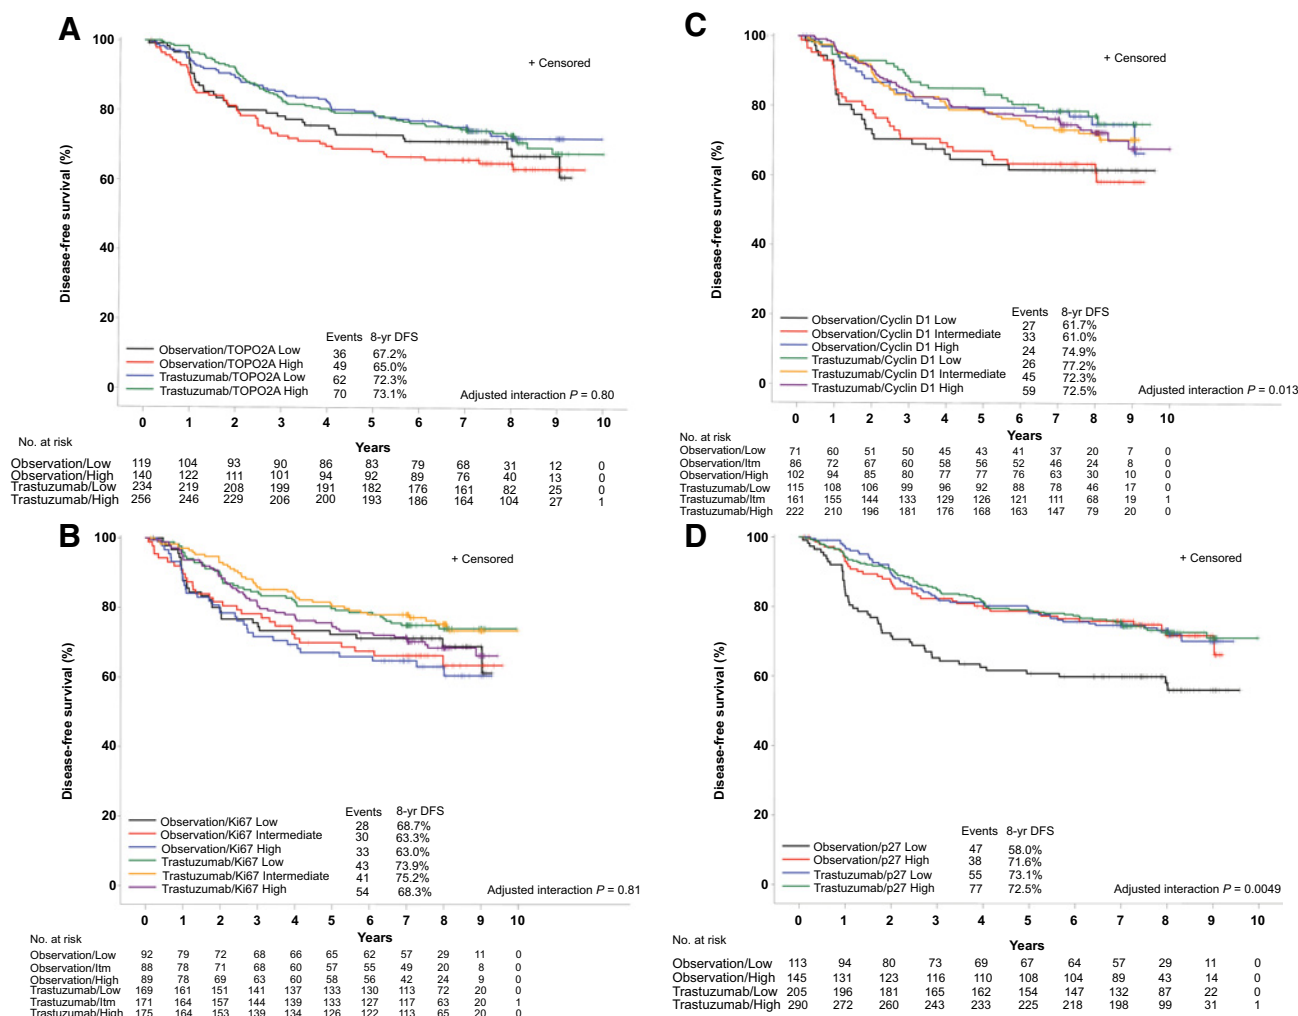 A
100
80
60
40
20
0
Disease-free survival (%)
+ Censored
Events 8-yr DFS
Observation/TOPO2A Low 36 67.2%
Observation/TOPO2A High 49 65.0%
Trastuzumab/TOPO2A Low 62 72.3%
Trastuzumab/TOPO2A High 70 73.1%
Adjusted interaction P = 0.80
0 1 2 3 4 5 6 7 8 9 10
Years
No. at risk
Observation/Low 119 104 93 90 86 83 79 68 31 12 0
Observation/High 140 122 111 101 94 92 89 76 40 13 0
Trastuzumab/Low 234 219 208 199 191 182 176 161 82 25 0
Trastuzumab/High 256 246 229 206 200 193 186 164 104 27 1
B
100
80
60
40
20
0
Disease-free survival (%)
+ Censored
Events 8-yr DFS
Observation/Ki67 Low 28 68.7%
Observation/Ki67 Intermediate 30 63.3%
Observation/Ki67 High 33 63.0%
Trastuzumab/Ki67 Low 43 73.9%
Trastuzumab/Ki67 Intermediate 41 75.2%
Trastuzumab/Ki67 High 54 68.3%
Adjusted interaction P = 0.81
0 1 2 3 4 5 6 7 8 9 10
Years
No. at risk
Observation/Low 92 79 72 68 66 65 62 57 29 11 0
Observation/Itm 88 78 71 68 60 57 55 49 20 8 0
Observation/High 89 78 69 63 60 58 56 42 24 9 0
Trastuzumab/Low 169 161 151 141 137 133 130 113 72 20 0
Trastuzumab/Itm 171 164 157 144 139 133 127 117 63 20 1
Trastuzumab/High 175 164 153 139 134 126 122 113 65 20 0
C
100
80
60
40
20
0
Disease-free survival (%)
+ Censored
Events 8-yr DFS
Observation/Cyclin D1 Low 27 61.7%
Observation/Cyclin D1 Intermediate 33 61.0%
Observation/Cyclin D1 High 24 74.9%
Trastuzumab/Cyclin D1 Low 26 77.2%
Trastuzumab/Cyclin D1 Intermediate 45 72.3%
Trastuzumab/Cyclin D1 High 59 72.5%
Adjusted interaction P = 0.013
0 1 2 3 4 5 6 7 8 9 10
Years
No. at risk
Observation/Low 71 60 51 50 45 43 41 37 20 7 0
Observation/Itm 86 72 67 60 58 56 52 46 24 8 0
Observation/High 102 94 85 80 77 77 76 63 30 10 0
Trastuzumab/Low 115 108 106 99 96 92 88 78 46 17 0
Trastuzumab/Itm 161 155 144 133 129 126 121 111 68 19 1
Trastuzumab/High 222 210 196 181 176 168 163 147 79 20 0
D
100
80
60
40
20
0
Disease-free survival (%)
+ Censored
Events 8-yr DFS
Observation/p27 Low 47 58.0%
Observation/p27 High 38 71.6%
Trastuzumab/p27 Low 55 73.1%
Trastuzumab/p27 High 77 72.5%
Adjusted interaction P = 0.0049
0 1 2 3 4 5 6 7 8 9 10
Years
No. at risk
Observation/Low 113 94 80 73 69 67 64 57 29 11 0
Observation/High 145 131 123 116 110 108 104 89 43 14 0
Trastuzumab/Low 205 196 181 165 162 154 147 132 87 22 0
Trastuzumab/High 290 272 260 243 233 225 218 198 99 31 1